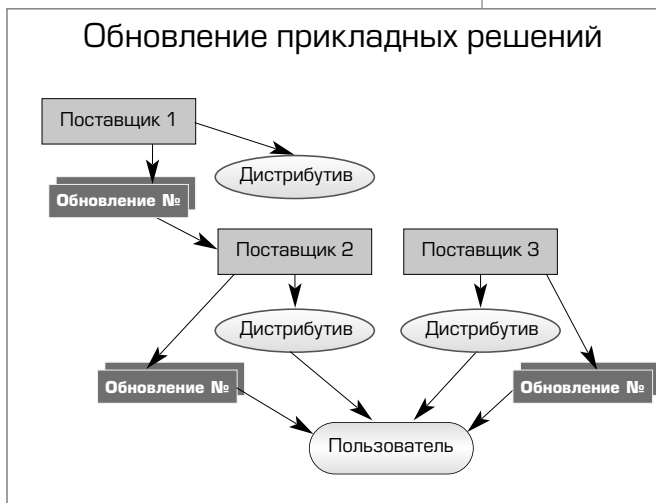 Обновление прикладных решений
Поставщик 1
Дистрибутив
Обновление №
Поставщик 2
Поставщик 3
Дистрибутив
Дистрибутив
Обновление №
Обновление №
Пользователь